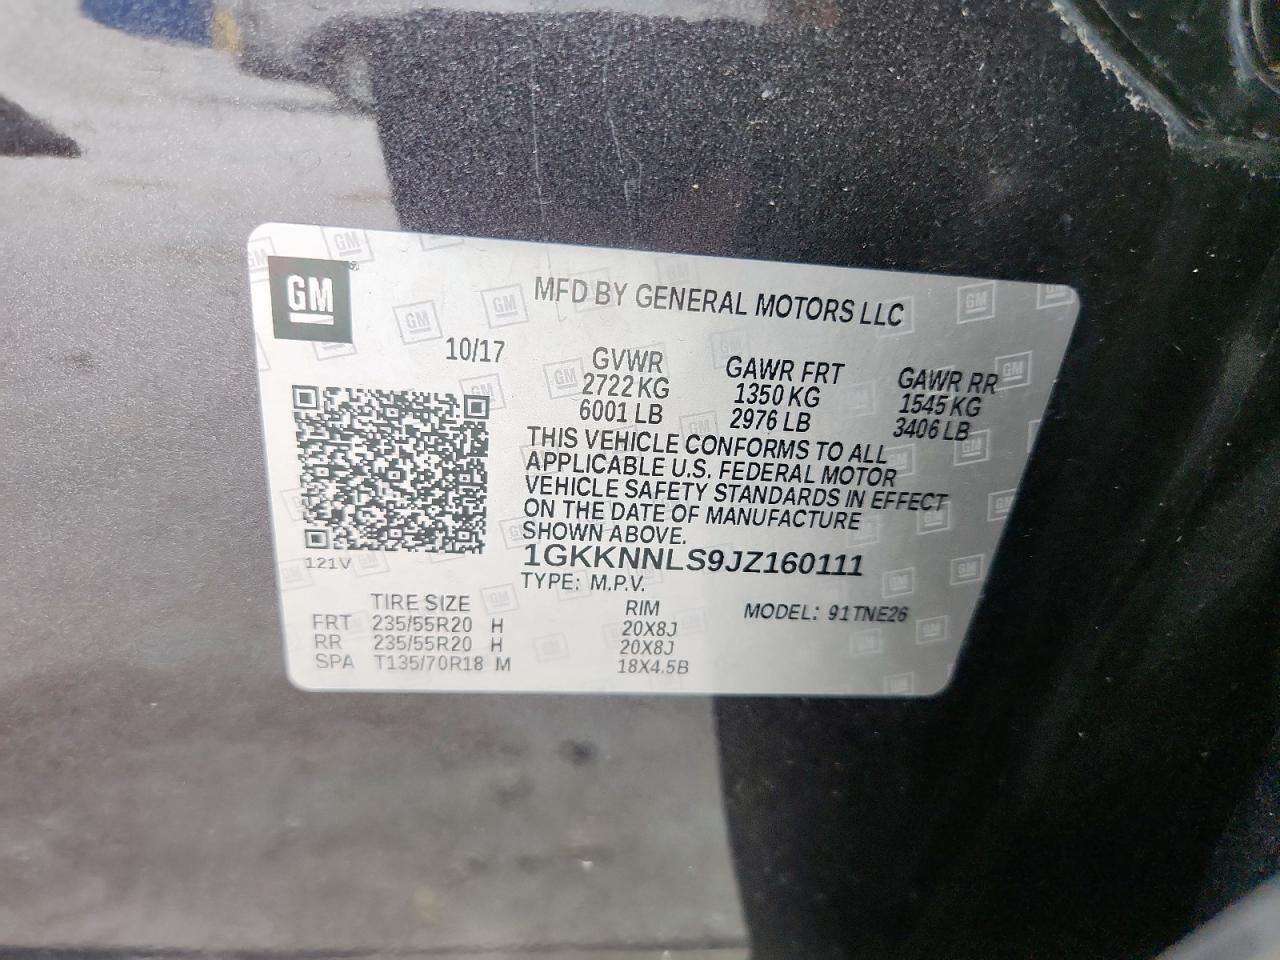 GM
MFD BY GENERAL MOTORS LLC
10/17
GVWR GAWR FRT GAWR RR
2722 KG 1350 KG 1545 KG
6001 LB 2976 LB 3406 LB
THIS VEHICLE CONFORMS TO ALL
APPLICABLE U.S. FEDERAL MOTOR
VEHICLE SAFETY STANDARDS IN EFFECT
ON THE DATE OF MANUFACTURE
SHOWN ABOVE.
1GKKNNLS9JZ160111
121V
TYPE: M.P.V.
TIRE SIZE RIM MODEL: 91TNE26
FRT 235/55R20 H 20X8J
RR 235/55R20 H 20X8J
SPA T135/70R18 M 18X4.5B